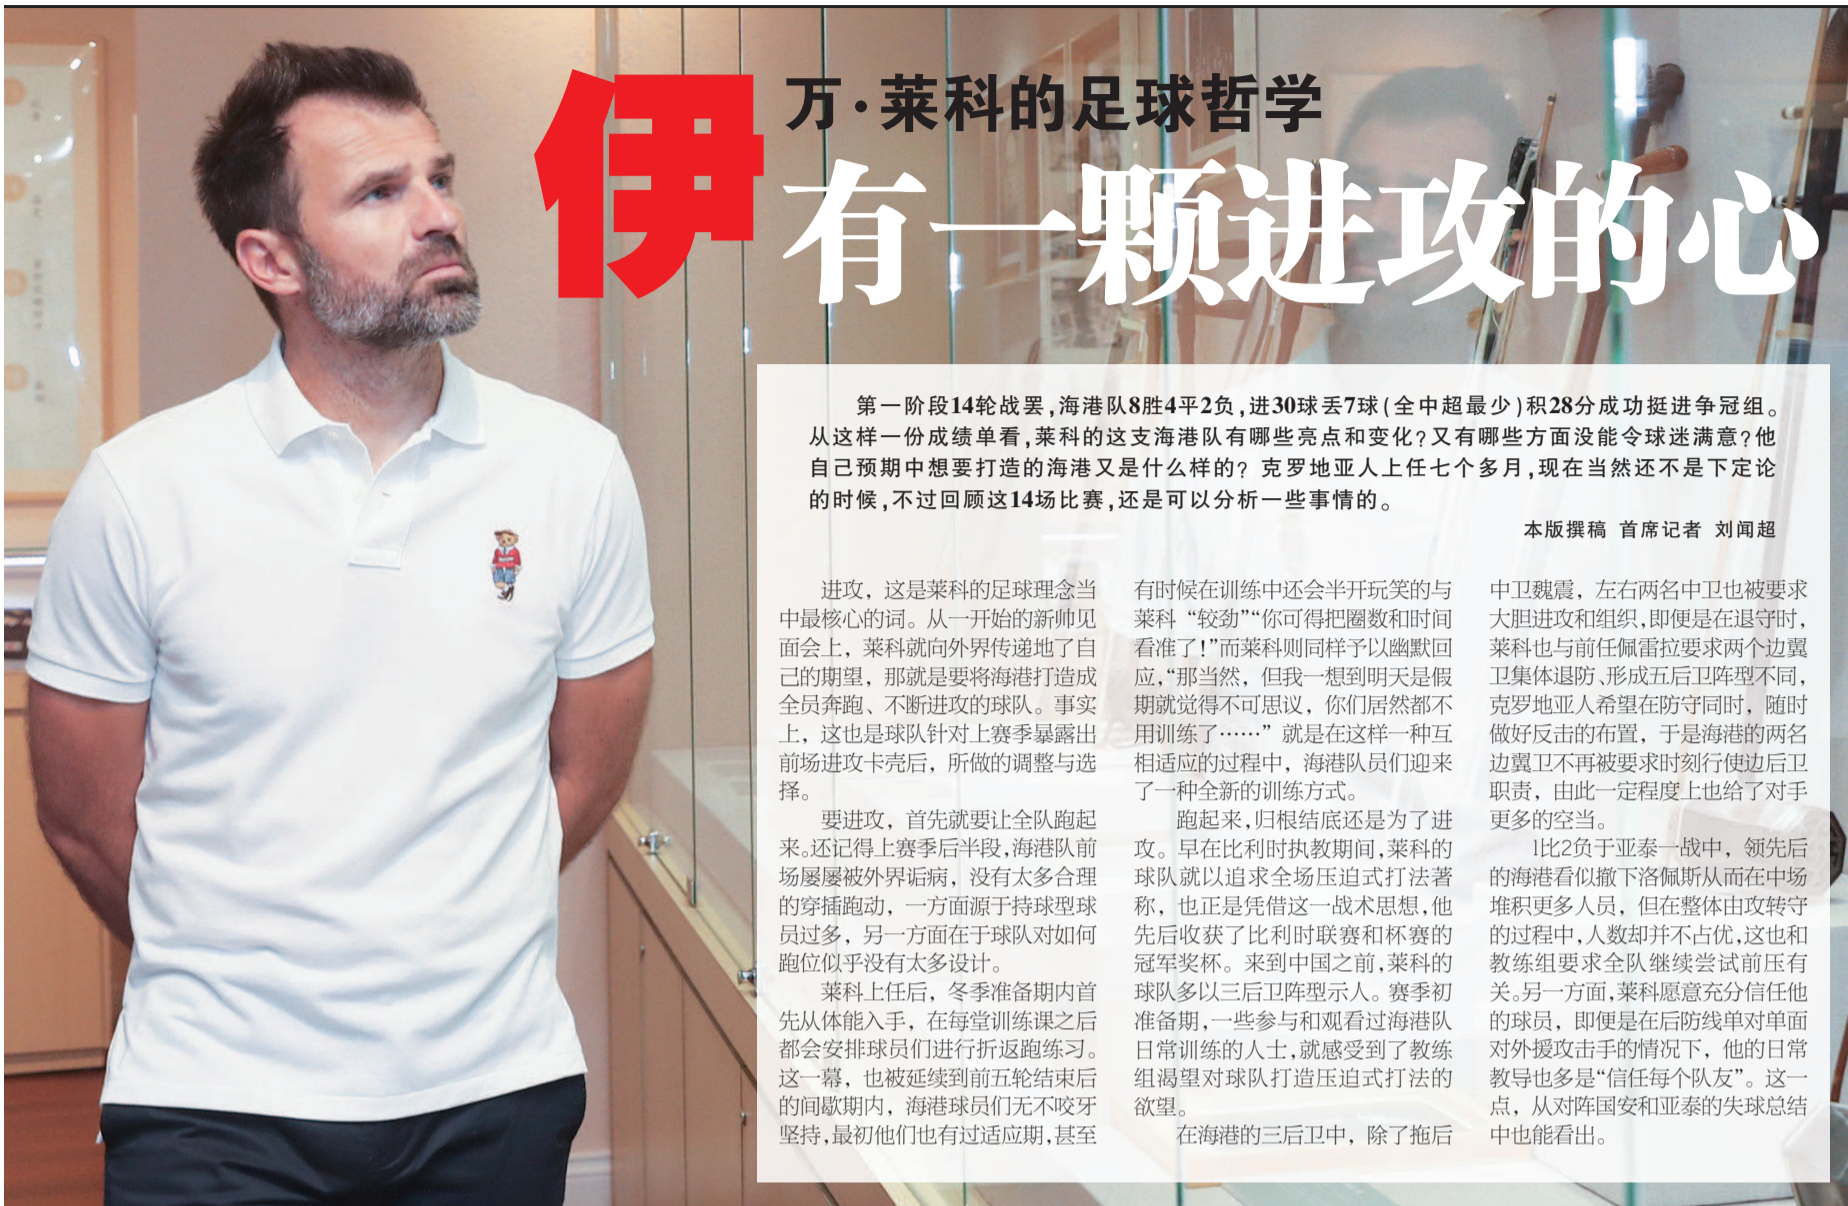 伊万·莱科的足球哲学
有一颗进攻的心
第一阶段14轮战罢,海港队8胜4平2负,进30球丢7球(全中超最少)积28分成功挺进争冠组。
从这样一份成绩单看,莱科的这支海港队有哪些亮点和变化?又有哪些方面没能令球迷满意?他
自己预期中想要打造的海港又是什么样的? 克罗地亚人上任七个多月,现在当然还不是下定论
的时候,不过回顾这14场比赛,还是可以分析一些事情的。
本版撰稿 首席记者 刘闻超
进攻，这是莱科的足球理念当
中最核心的词。从一开始的新帅见
面会上，莱科就向外界传递地了自
己的期望，那就是要将海港打造成
全员奔跑、不断进攻的球队。事实
上，这也是球队针对上赛季暴露出
前场进攻卡壳后，所做的调整与选
择。
要进攻，首先就要让全队跑起
来。还记得上赛季后半段,海港队前
场屡屡被外界诟病，没有太多合理
的穿插跑动，一方面源于持球型球
员过多，另一方面在于球队对如何
跑位似乎没有太多设计。
莱科上任后，冬季准备期内首
先从体能入手，在每堂训练课之后
都会安排球员们进行折返跑练习。
这一幕，也被延续到前五轮结束后
的间歇期内，海港球员们无不咬牙
坚持,最初他们也有过适应期,甚至
有时候在训练中还会半开玩笑的与
莱科 “较劲”“你可得把圈数和时间
看准了!”而莱科则同样予以幽默回
应,“那当然，但我一想到明天是假
期就觉得不可思议，你们居然都不
用训练了……” 就是在这样一种互
相适应的过程中，海港队员们迎来
了一种全新的训练方式。
跑起来,归根结底还是为了进
攻。早在比利时执教期间,莱科的
球队就以追求全场压迫式打法著
称，也正是凭借这一战术思想,他
先后收获了比利时联赛和杯赛的
冠军奖杯。来到中国之前,莱科的
球队多以三后卫阵型示人。赛季初
准备期,一些参与和观看过海港队
日常训练的人士,就感受到了教练
组渴望对球队打造压迫式打法的
欲望。
在海港的三后卫中，除了拖后
中卫魏震，左右两名中卫也被要求
大胆进攻和组织,即便是在退守时,
莱科也与前任佩雷拉要求两个边翼
卫集体退防、形成五后卫阵型不同,
克罗地亚人希望在防守同时，随时
做好反击的布置，于是海港的两名
边翼卫不再被要求时刻行使边后卫
职责，由此一定程度上也给了对手
更多的空当。
1比2负于亚泰一战中，领先后
的海港看似撤下洛佩斯从而在中场
堆积更多人员，但在整体由攻转守
的过程中,人数却并不占优,这也和
教练组要求全队继续尝试前压有
关。另一方面,莱科愿意充分信任他
的球员，即便是在后防线单对单面
对外援攻击手的情况下，他的日常
教导也多是“信任每个队友”。这一
点，从对阵国安和亚泰的失球总结
中也能看出。